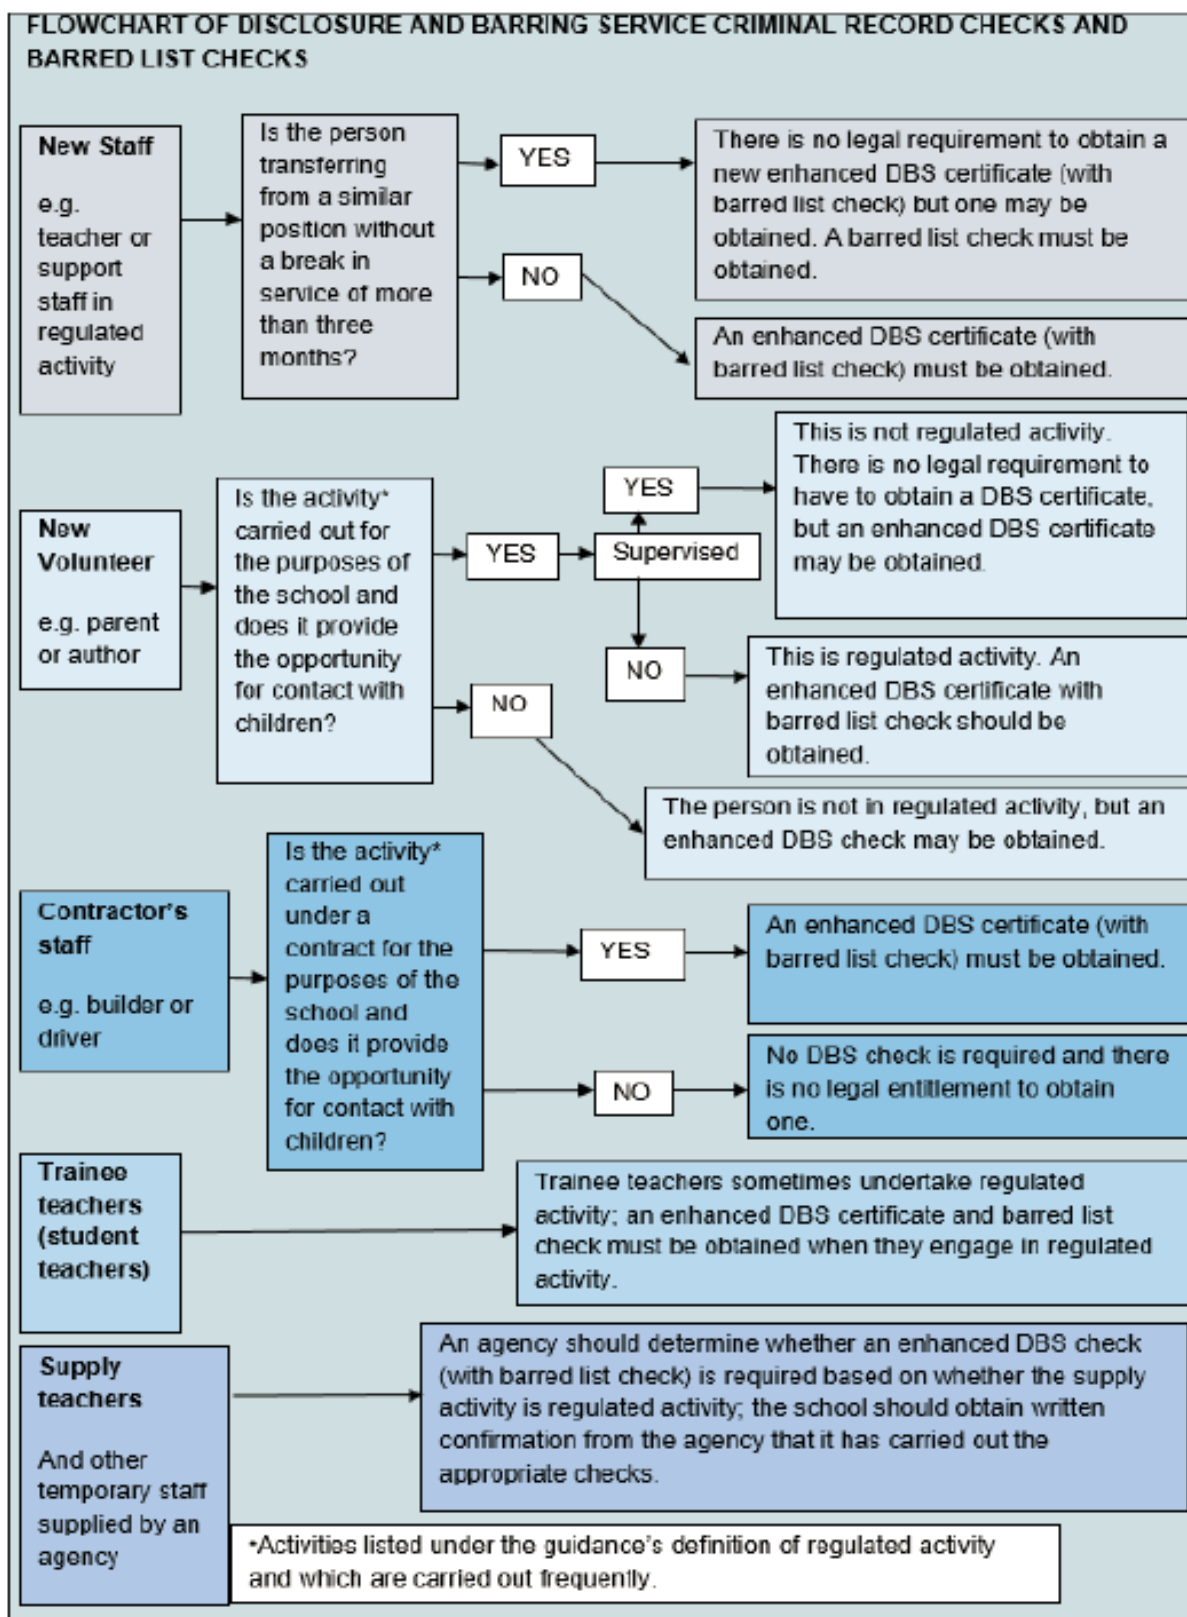 FLOWCHART OF DISCLOSURE AND BARRING SERVICE CRIMINAL RECORD CHECKS AND
BARRED LIST CHECKS
New Staff
e.g.
teacher or
support
staff in
regulated
activity
Is the person
transferring
from a similar
position without
a break in
service of more
than three
months?
YES
There is no legal requirement to obtain a
new enhanced DBS certificate (with
barred list check) but one may be
obtained. A barred list check must be
obtained.
NO
An enhanced DBS certificate (with
barred list check) must be obtained.
New
Volunteer
e.g. parent
or author
Is the activity*
carried out for
the purposes of
the school and
does it provide
the opportunity
for contact with
children?
YES
Supervised
YES
This is not regulated activity.
There is no legal requirement to
have to obtain a DBS certificate,
but an enhanced DBS certificate
may be obtained.
NO
This is regulated activity. An
enhanced DBS certificate with
barred list check should be
obtained.
NO
The person is not in regulated activity, but an
enhanced DBS check may be obtained.
Contractor's
staff
e.g. builder or
driver
Is the activity*
carried out
under a
contract for the
purposes of the
school and
does it provide
the opportunity
for contact with
children?
YES
An enhanced DBS certificate (with
barred list check) must be obtained.
NO
No DBS check is required and there
is no legal entitlement to obtain
one.
Trainee
teachers
(student
teachers)
Trainee teachers sometimes undertake regulated
activity; an enhanced DBS certificate and barred list
check must be obtained when they engage in regulated
activity.
Supply
teachers
And other
temporary staff
supplied by an
agency
An agency should determine whether an enhanced DBS check
(with barred list check) is required based on whether the supply
activity is regulated activity; the school should obtain written
confirmation from the agency that it has carried out the
appropriate checks.
*Activities listed under the guidance's definition of regulated activity
and which are carried out frequently.